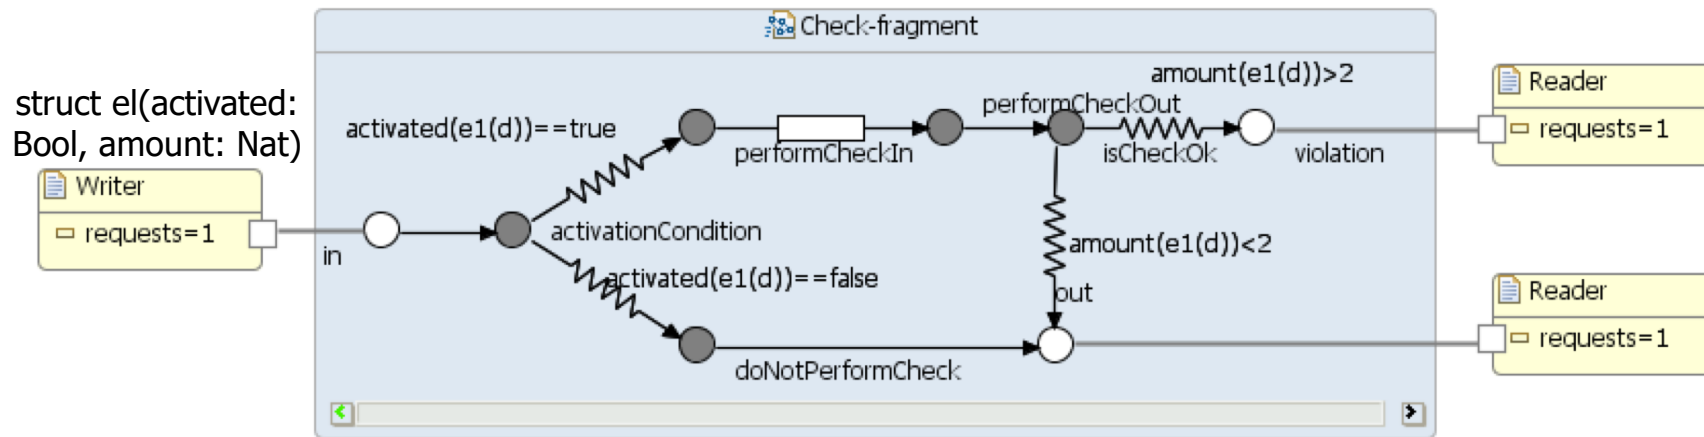 Check-fragment
struct el(activated:
Bool, amount: Nat)
Writer
requests=1
in
activated(e1(d))==true
activationCondition
activated(e1(d))==false
performCheckIn
performCheckOut
amount(e1(d))>2
isCheckOk
violation
amount(e1(d))<2
out
doNotPerformCheck
Reader
requests=1
Reader
requests=1